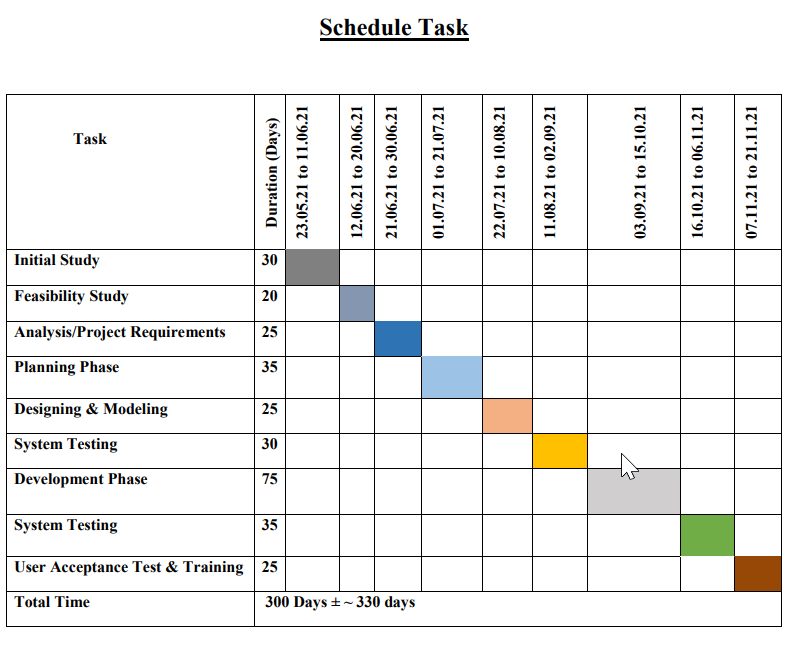 Schedule Task
Task
Duration (Days)
23.05.21 to 11.06.21
12.06.21 to 20.06.21
21.06.21 to 30.06.21
01.07.21 to 21.07.21
22.07.21 to 10.08.21
11.08.21 to 02.09.21
03.09.21 to 15.10.21
16.10.21 to 06.11.21
07.11.21 to 21.11.21
Initial Study 30
Feasibility Study 20
Analysis/Project Requirements 25
Planning Phase 35
Designing & Modeling 25
System Testing 30
Development Phase 75
System Testing 35
User Acceptance Test & Training 25
Total Time 300 Days ± ~ 330 days